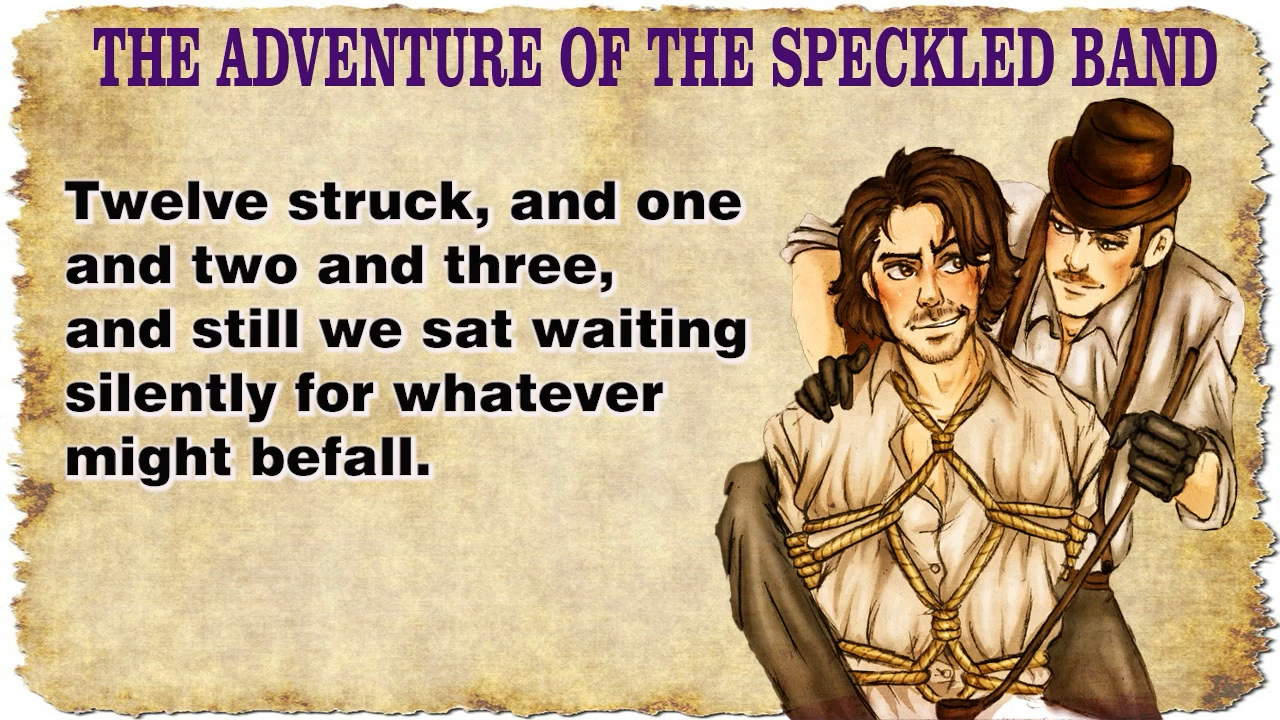 THE ADVENTURE OF THE SPECKLED BAND
Twelve struck, and one
and two and three,
and still we sat waiting
silently for whatever
might befall.